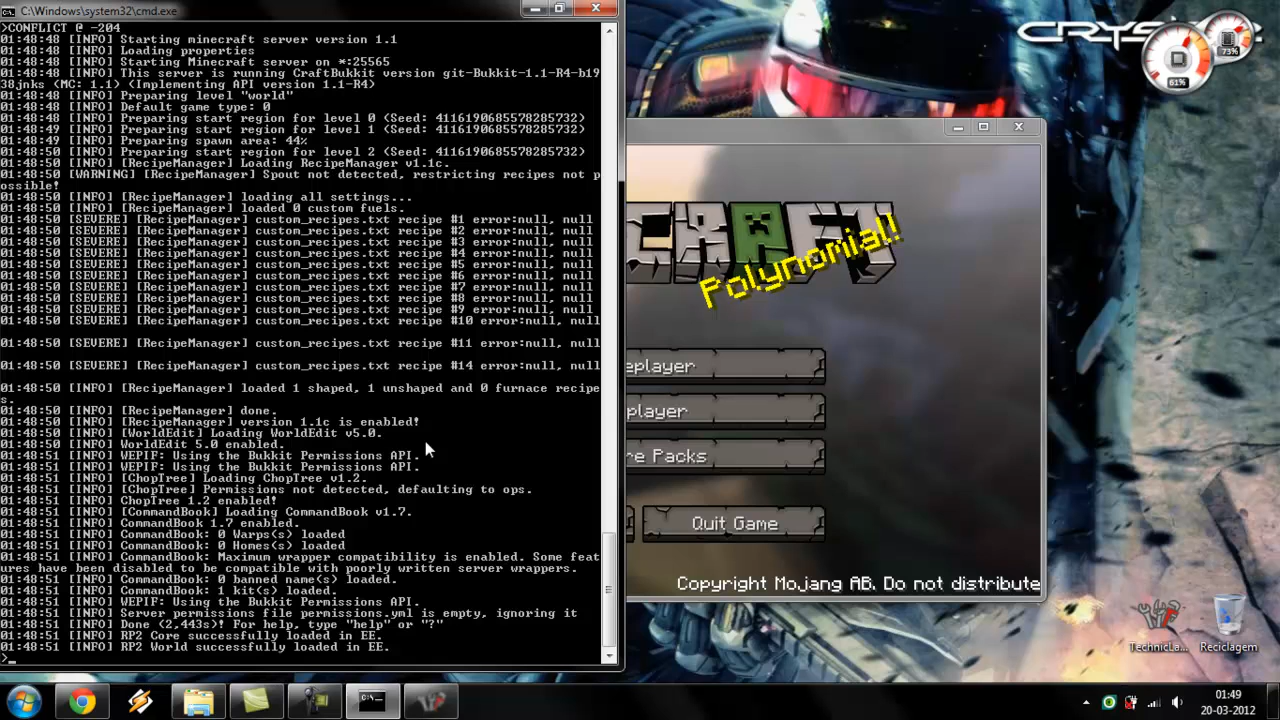 C:\Windows\system32\cmd.exe
>CONFLICT @ -204
01:48:48 [INFO] Starting minecraft server version 1.1
01:48:48 [INFO] Loading properties
01:48:48 [INFO] Starting Minecraft server on *:25565
01:48:48 [INFO] This server is running CraftBukkit version git-Bukkit-1.1-R4-b19
38jnks (MC: 1.1) (Implementing API version 1.1-R4)
01:48:48 [INFO] Preparing level "world"
01:48:48 [INFO] Default game type: 0
01:48:48 [INFO] Preparing start region for level 0 (Seed: 4116190685578285732)
01:48:49 [INFO] Preparing start region for level 1 (Seed: 4116190685578285732)
01:48:49 [INFO] Preparing spawn area: 44%
01:48:50 [INFO] Preparing start region for level 2 (Seed: 4116190685578285732)
01:48:50 [INFO] [RecipeManager] Loading RecipeManager v1.1c.
01:48:50 [WARNING] [RecipeManager] Spout not detected, restricting recipes not p
ossible!
01:48:50 [INFO] [RecipeManager] loading all settings...
01:48:50 [INFO] [RecipeManager] loaded 0 custom fuels.
01:48:50 [SEVERE] [RecipeManager] custom_recipes.txt recipe #1 error:null, null
01:48:50 [SEVERE] [RecipeManager] custom_recipes.txt recipe #2 error:null, null
01:48:50 [SEVERE] [RecipeManager] custom_recipes.txt recipe #3 error:null, null
01:48:50 [SEVERE] [RecipeManager] custom_recipes.txt recipe #4 error:null, null
01:48:50 [SEVERE] [RecipeManager] custom_recipes.txt recipe #5 error:null, null
01:48:50 [SEVERE] [RecipeManager] custom_recipes.txt recipe #6 error:null, null
01:48:50 [SEVERE] [RecipeManager] custom_recipes.txt recipe #7 error:null, null
01:48:50 [SEVERE] [RecipeManager] custom_recipes.txt recipe #8 error:null, null
01:48:50 [SEVERE] [RecipeManager] custom_recipes.txt recipe #9 error:null, null
01:48:50 [SEVERE] [RecipeManager] custom_recipes.txt recipe #10 error:null, null
01:48:50 [SEVERE] [RecipeManager] custom_recipes.txt recipe #11 error:null, null
01:48:50 [SEVERE] [RecipeManager] custom_recipes.txt recipe #14 error:null, null
01:48:50 [INFO] [RecipeManager] loaded 1 shaped, 1 unshaped and 0 furnace recipe
s.
01:48:50 [INFO] [RecipeManager] done.
01:48:50 [INFO] [RecipeManager] version 1.1c is enabled!
01:48:50 [INFO] [WorldEdit] Loading WorldEdit v5.0.
01:48:50 [INFO] WorldEdit 5.0 enabled.
01:48:51 [INFO] WEPIF: Using the Bukkit Permissions API.
01:48:51 [INFO] WEPIF: Using the Bukkit Permissions API.
01:48:51 [INFO] [ChopTree] Loading ChopTree v1.2.
01:48:51 [INFO] [ChopTree] Permissions not detected, defaulting to ops.
01:48:51 [INFO] ChopTree 1.2 enabled!
01:48:51 [INFO] [CommandBook] Loading CommandBook v1.7.
01:48:51 [INFO] CommandBook 1.7 enabled.
01:48:51 [INFO] CommandBook: 0 Warps(s) loaded
01:48:51 [INFO] CommandBook: 0 Homes(s) loaded
01:48:51 [INFO] CommandBook: Maximum wrapper compatibility is enabled. Some feat
ures have been disabled to be compatible with poorly written server wrappers.
01:48:51 [INFO] CommandBook: 0 banned name(s) loaded.
01:48:51 [INFO] CommandBook: 1 kit(s) loaded.
01:48:51 [INFO] WEPIF: Using the Bukkit Permissions API.
01:48:51 [INFO] Server permissions file permissions.yml is empty, ignoring it
01:48:51 [INFO] Done (2,443s)! For help, type "help" or "?"
01:48:51 [INFO] RP2 Core successfully loaded in EE.
01:48:51 [INFO] RP2 World successfully loaded in EE.
>_
CRYS
73%
61%
CRAFT
Polynomial!
eplayer
player
re Packs
Quit Game
Copyright Mojang AB. Do not distribute
TechnicLa...
Reciclagem
C:\_
01:49
20-03-2012